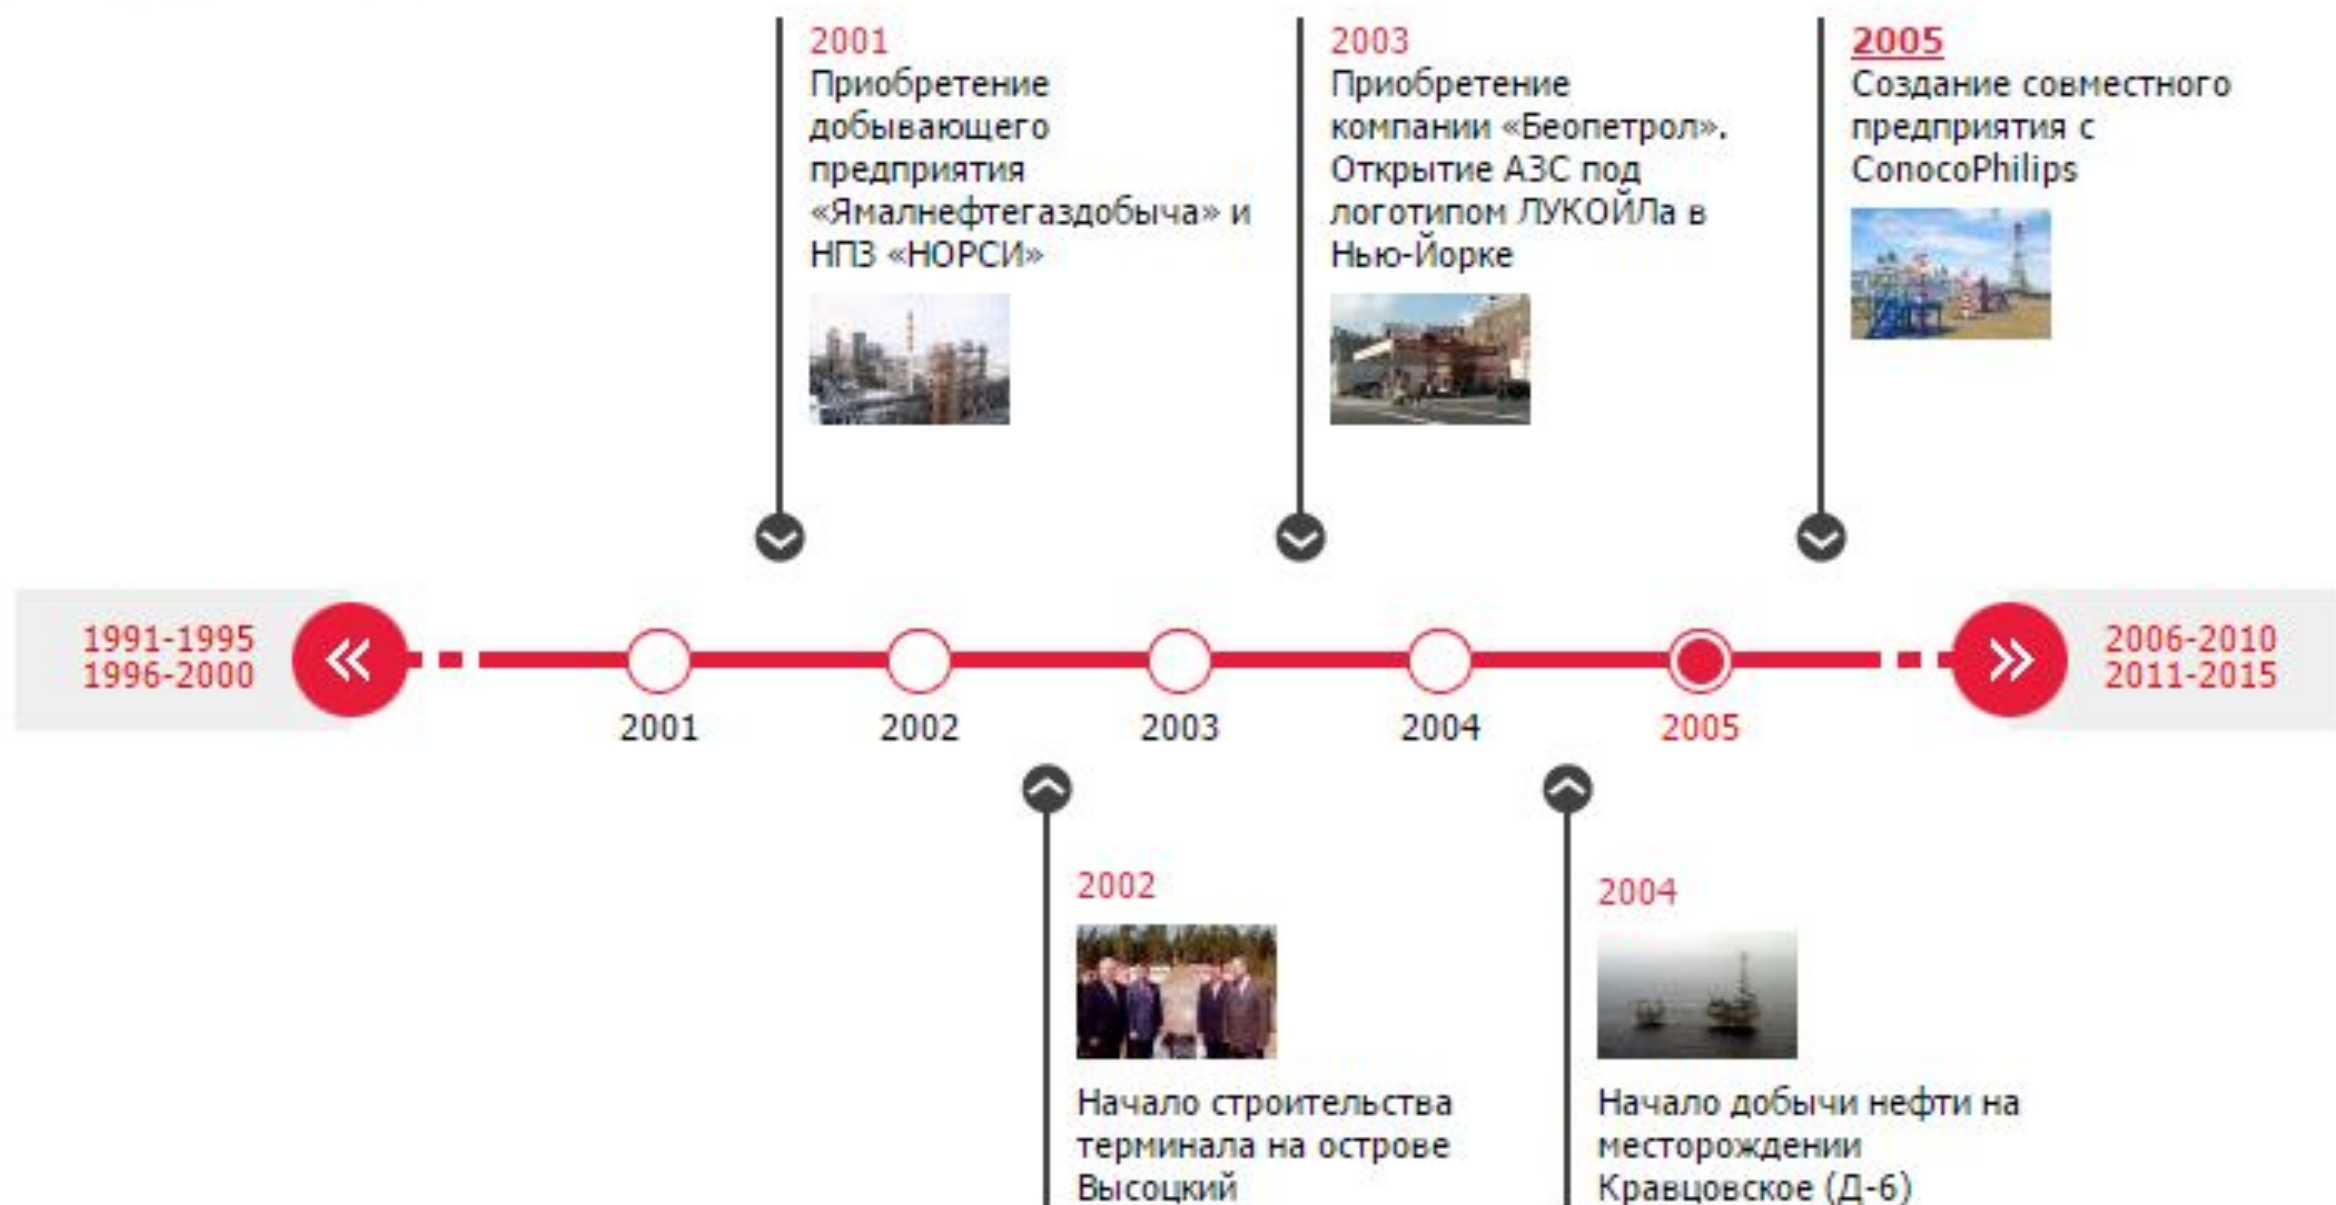 2001
Приобретение
добывающего
предприятия
«Ямалнефтегаздобыча» и
НПЗ «НОРСИ»
2003
Приобретение
компании «Беопетрол».
Открытие АЗС под
логотипом ЛУКОЙЛа в
Нью-Йорке
2005
Создание совместного
предприятия с
ConocoPhilips
1991-1995
1996-2000
2001
2002
2003
2004
2005
2006-2010
2011-2015
2002
Начало строительства
терминала на острове
Высоцкий
2004
Начало добычи нефти на
месторождении
Кравцовское (Д-6)